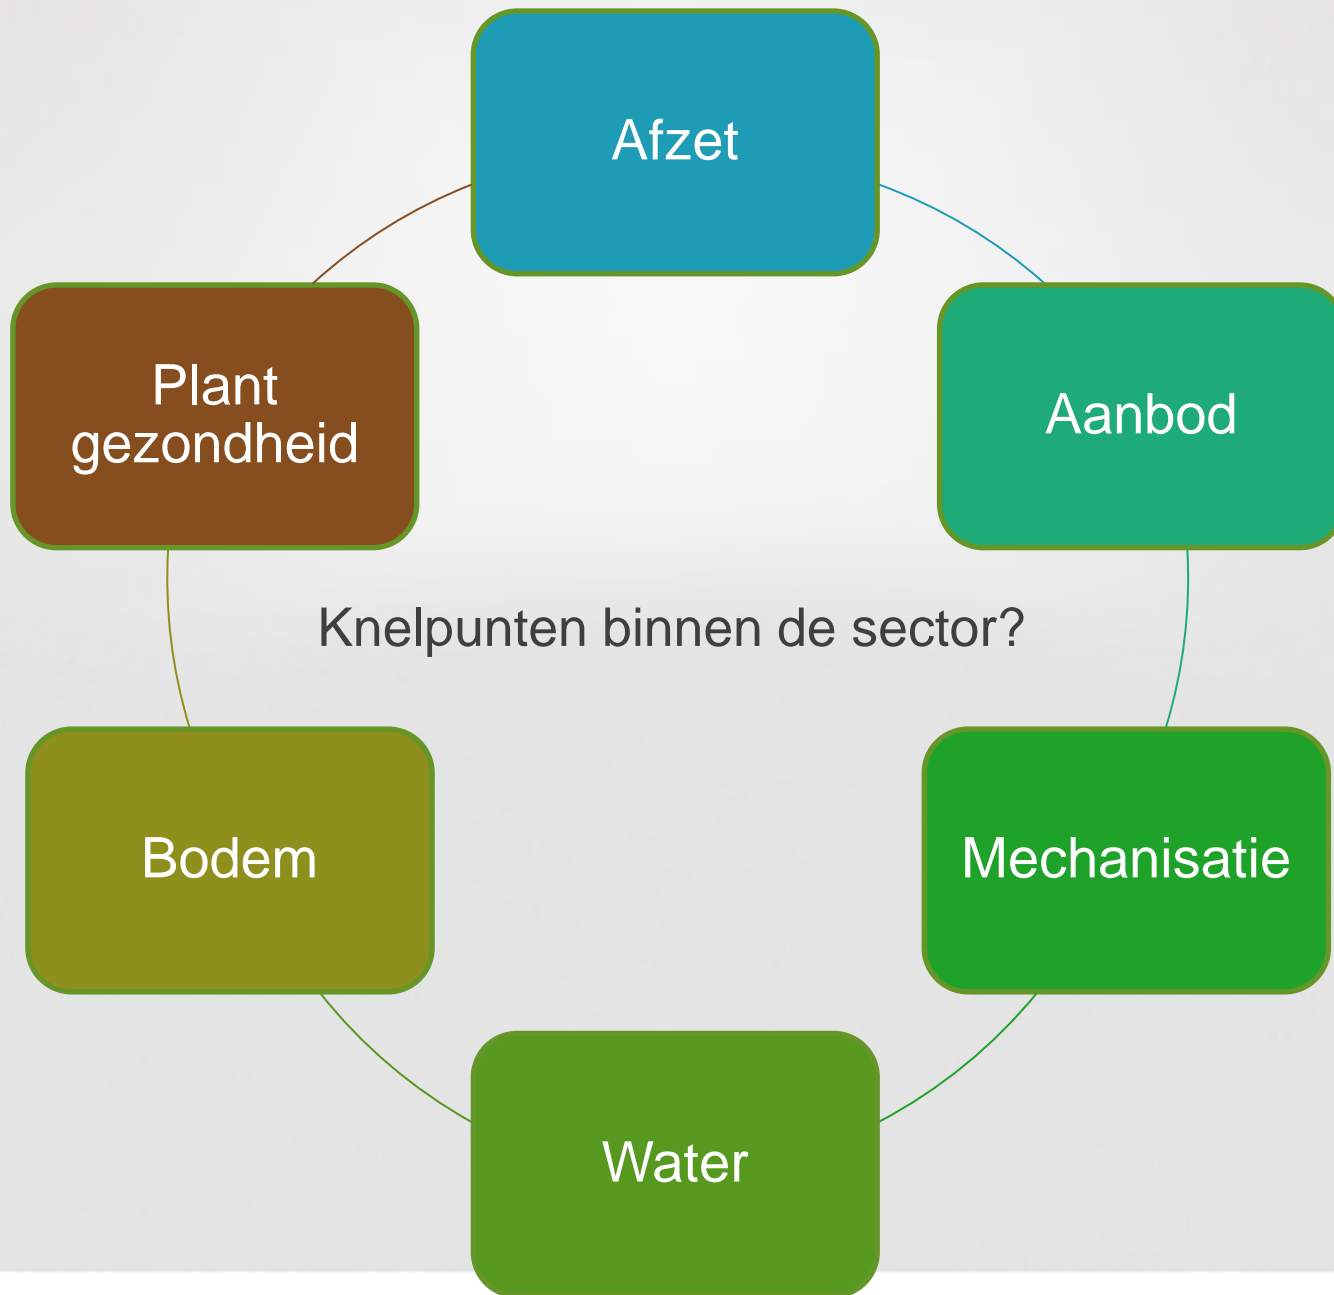 Afzet
Plant
gezondheid
Aanbod
Knelpunten binnen de sector?
Bodem
Mechanisatie
Water